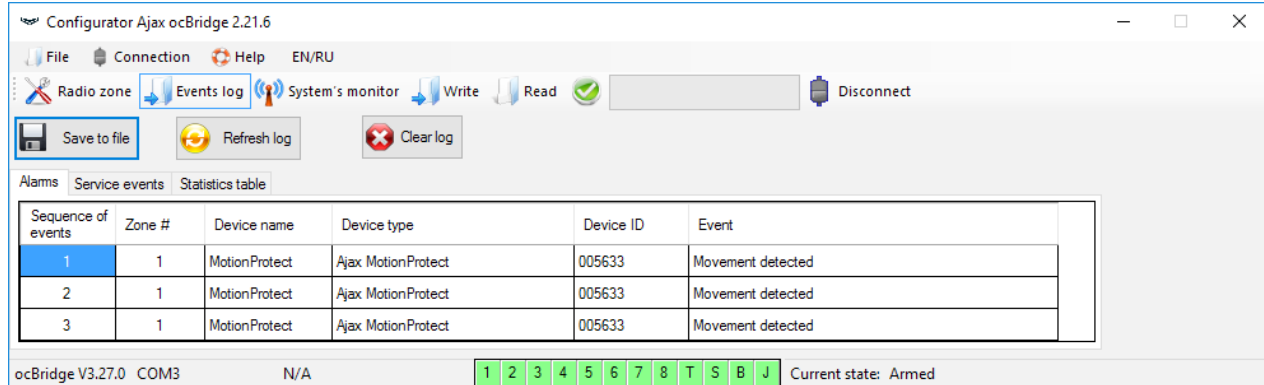 Configurator Ajax ocBridge 2.21.6
File Connection Help EN/RU
Radio zone Events log System's monitor Write Read Disconnect
Save to file Refresh log Clear log
Alarms Service events Statistics table
Sequence of events Zone # Device name Device type Device ID Event
1 1 MotionProtect Ajax MotionProtect 005633 Movement detected
2 1 MotionProtect Ajax MotionProtect 005633 Movement detected
3 1 MotionProtect Ajax MotionProtect 005633 Movement detected
ocBridge V3.27.0 COM3 N/A 1 2 3 4 5 6 7 8 T S B J Current state: Armed